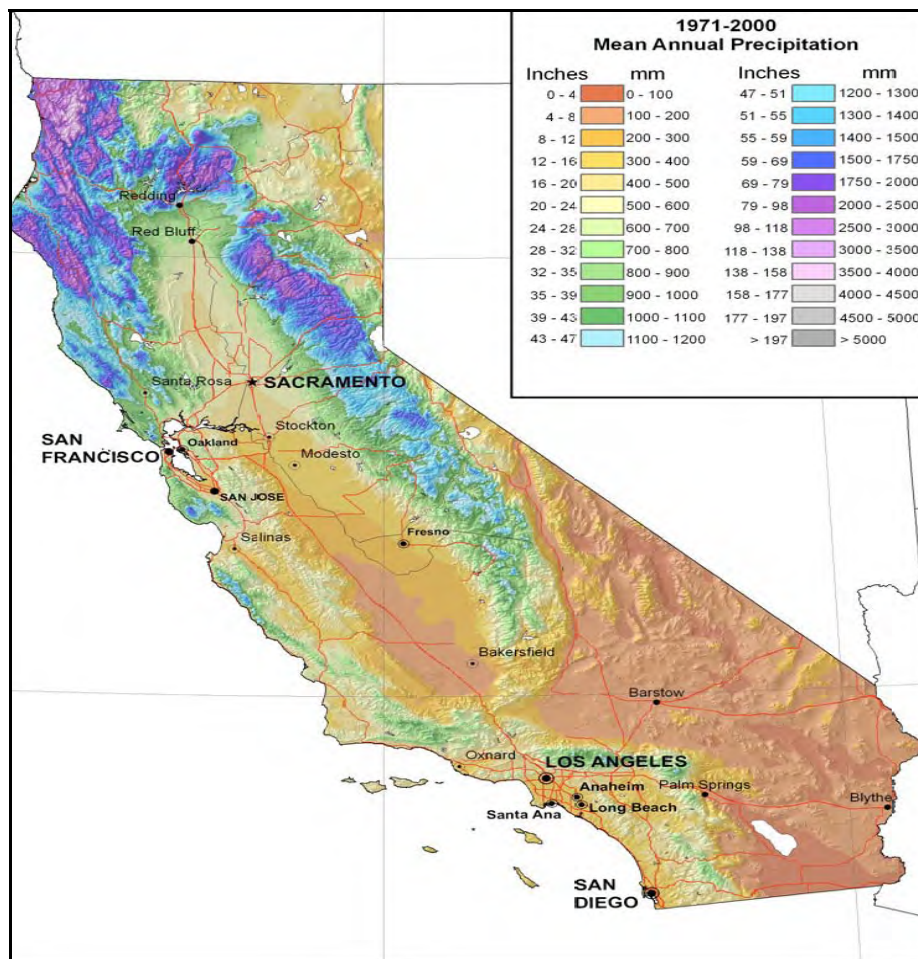 1971-2000
Mean Annual Precipitation
Inches mm Inches mm
0 - 4 0 - 100 47 - 51 1200 - 1300
4 - 8 100 - 200 51 - 55 1300 - 1400
8 - 12 200 - 300 55 - 59 1400 - 1500
12 - 16 300 - 400 59 - 69 1500 - 1750
16 - 20 400 - 500 69 - 79 1750 - 2000
20 - 24 500 - 600 79 - 98 2000 - 2500
24 - 28 600 - 700 98 - 118 2500 - 3000
28 - 32 700 - 800 118 - 138 3000 - 3500
32 - 35 800 - 900 138 - 158 3500 - 4000
35 - 39 900 - 1000 158 - 177 4000 - 4500
39 - 43 1000 - 1100 177 - 197 4500 - 5000
43 - 47 1100 - 1200 > 197 > 5000
Redding
Red Bluff
Santa Rosa
SACRAMENTO
Stockton
SAN
FRANCISCO
Oakland
Modesto
SAN JOSE
Salinas
Fresno
Bakersfield
Barstow
Oxnard
LOS ANGELES
Anaheim
Palm Springs
Santa Ana
Long Beach
Blythe
SAN
DIEGO